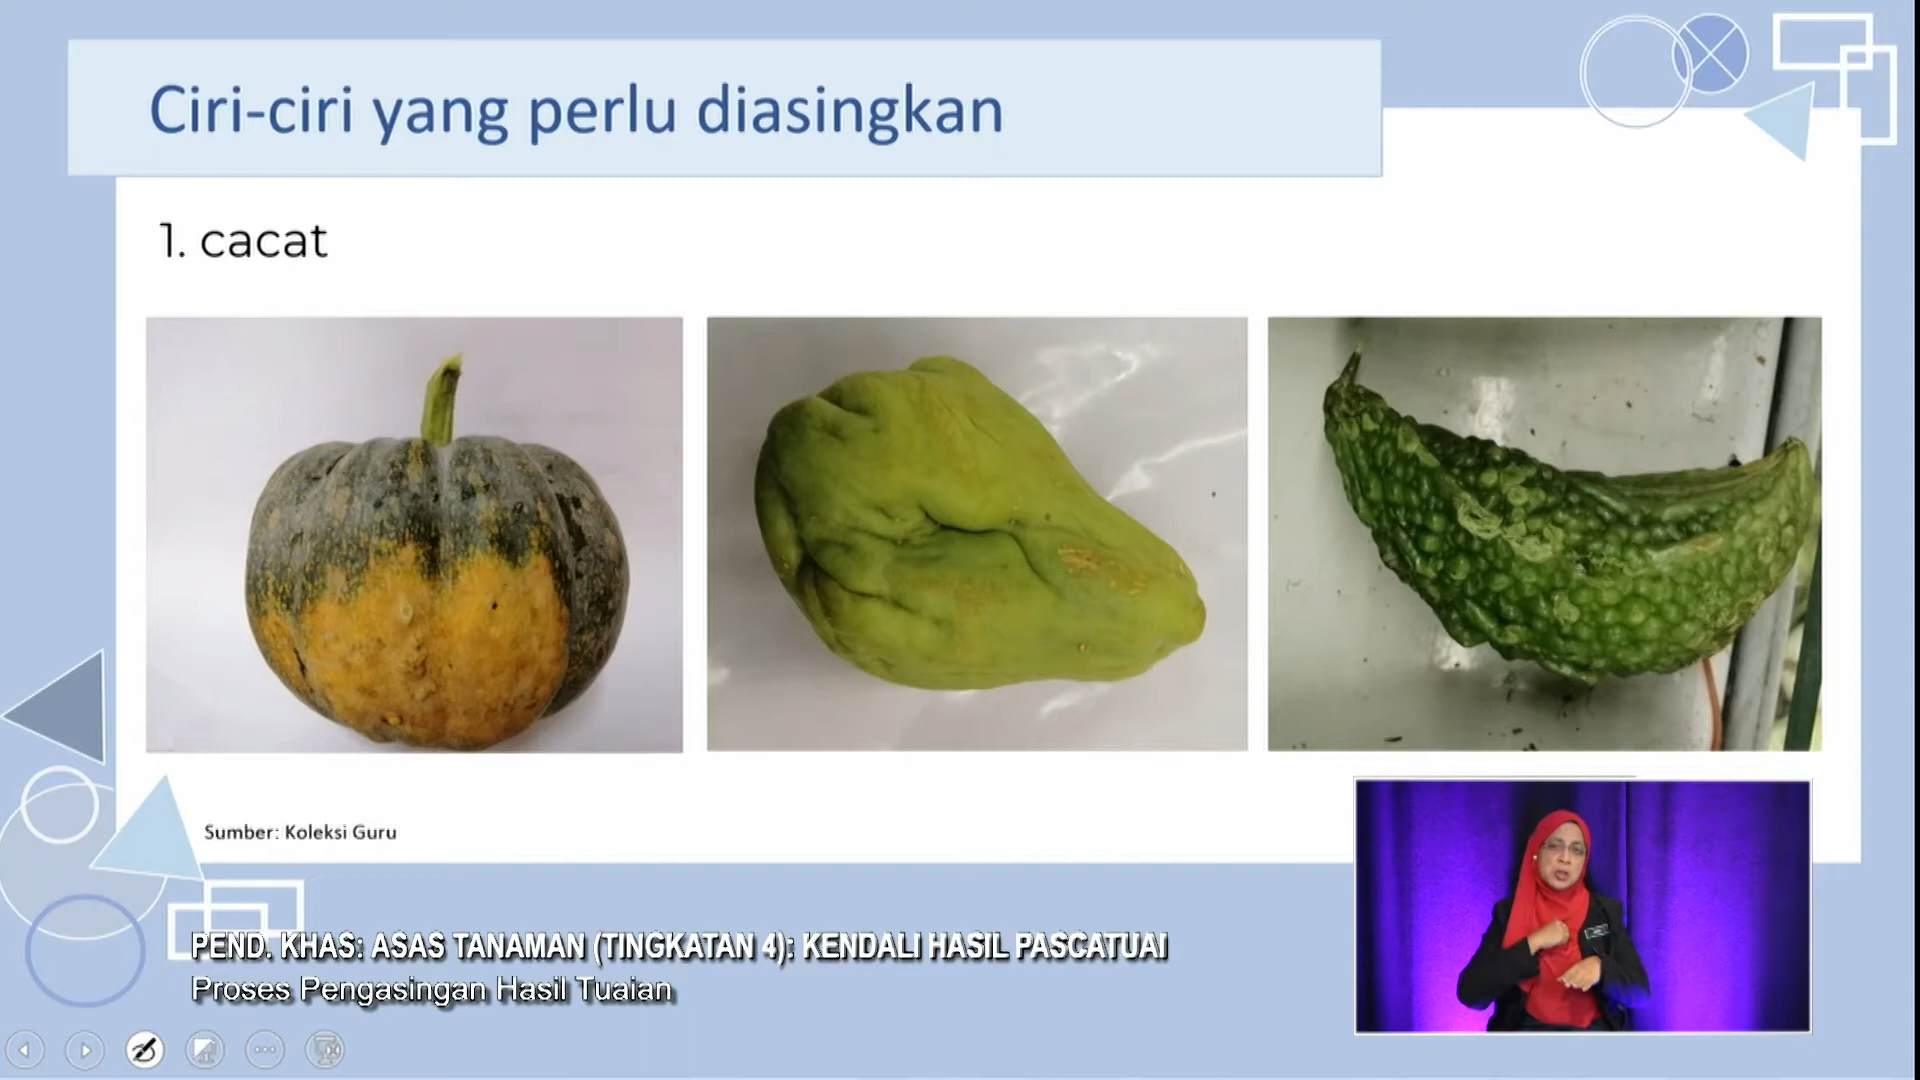 Ciri-ciri yang perlu diasingkan
1. cacat
Sumber: Koleksi Guru
PEND. KHAS: ASAS TANAMAN (TINGKATAN 4): KENDALI HASIL PASCATUAI
Proses Pengasingan Hasil Tuaian